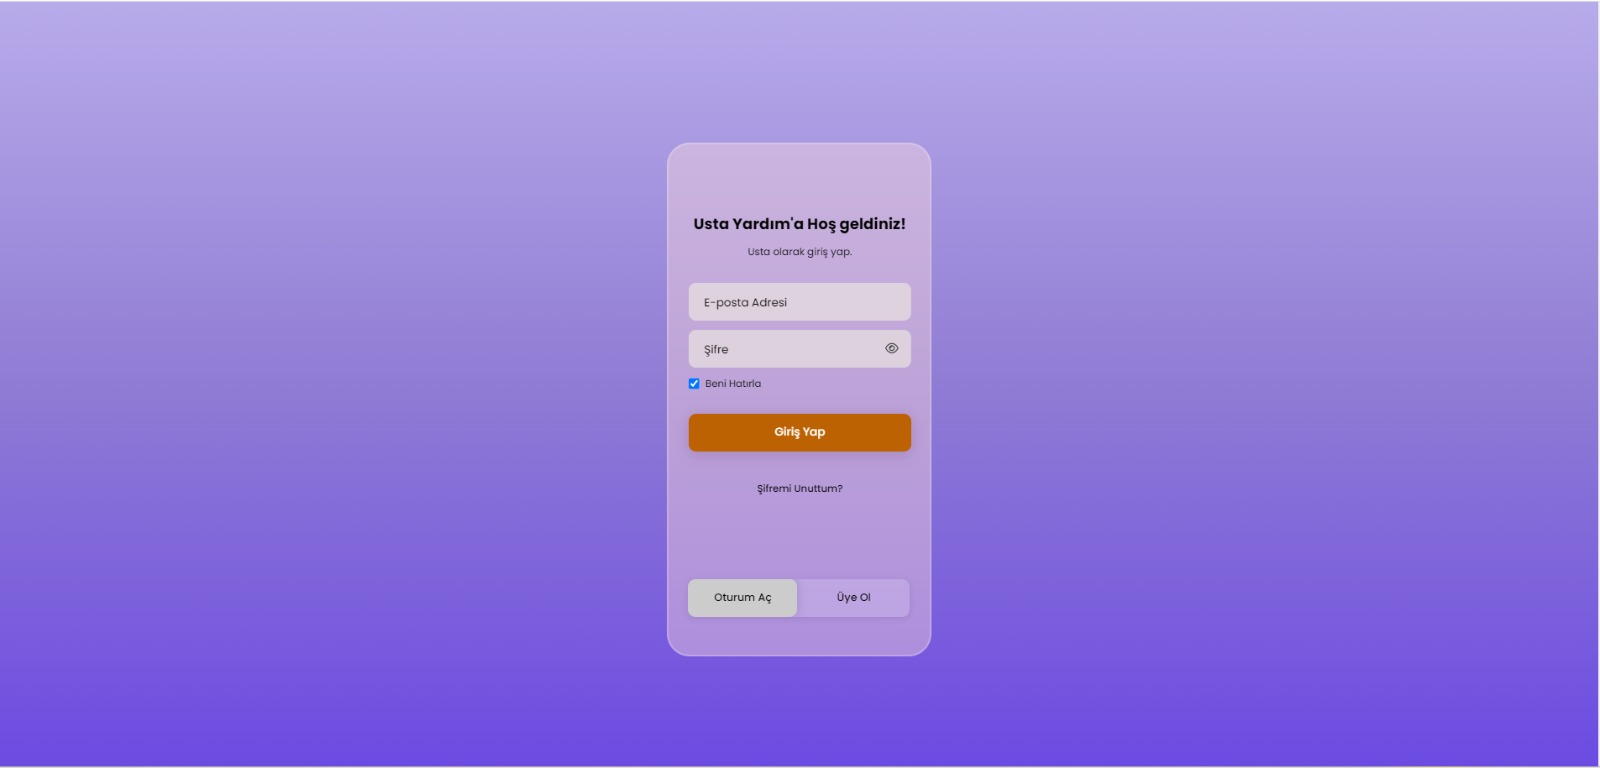 Usta Yardım'a Hoş geldiniz!
Usta olarak giriş yap.
E-posta Adresi
Şifre
Beni Hatırla
Giriş Yap
Şifremi Unuttum?
Oturum Aç
Üye Ol